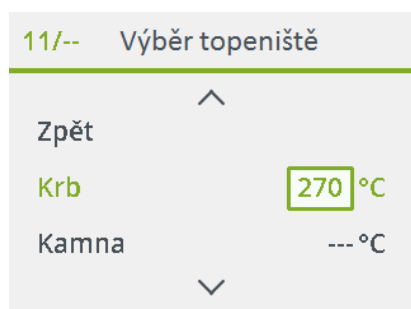 11/-- Výběr topeniště
Zpět
Krb 270 °C
Kamna --- °C